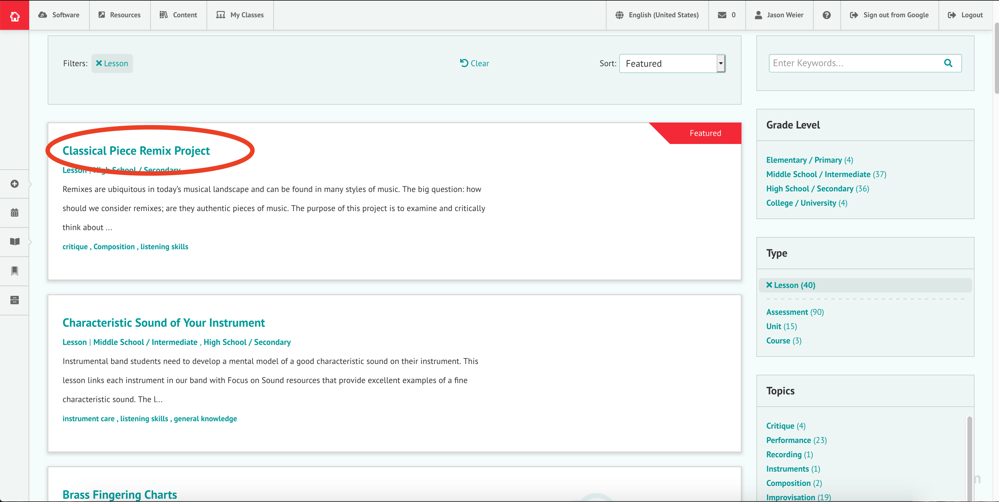 Software Resources Content My Classes English (United States) 0 Jason Weier Sign out from Google Logout
Filters: Lesson Clear Sort: Featured
Enter Keywords...
Featured
Classical Piece Remix Project
Lesson | High School / Secondary
Remixes are ubiquitous in today’s musical landscape and can be found in many styles of music. The big question: how
should we consider remixes; are they authentic pieces of music. The purpose of this project is to examine and critically
think about ...
critique , Composition , listening skills
Characteristic Sound of Your Instrument
Lesson | Middle School / Intermediate , High School / Secondary
Instrumental band students need to develop a mental model of a good characteristic sound on their instrument. This
lesson links each instrument in our band with Focus on Sound resources that provide excellent examples of a fine
characteristic sound. The l...
instrument care , listening skills , general knowledge
Brass Fingering Charts
Grade Level
Elementary / Primary (4)
Middle School / Intermediate (37)
High School / Secondary (36)
College / University (4)
Type
Lesson (40)
Assessment (90)
Unit (15)
Course (3)
Topics
Critique (4)
Performance (23)
Recording (1)
Instruments (1)
Composition (2)
Improvisation (19)